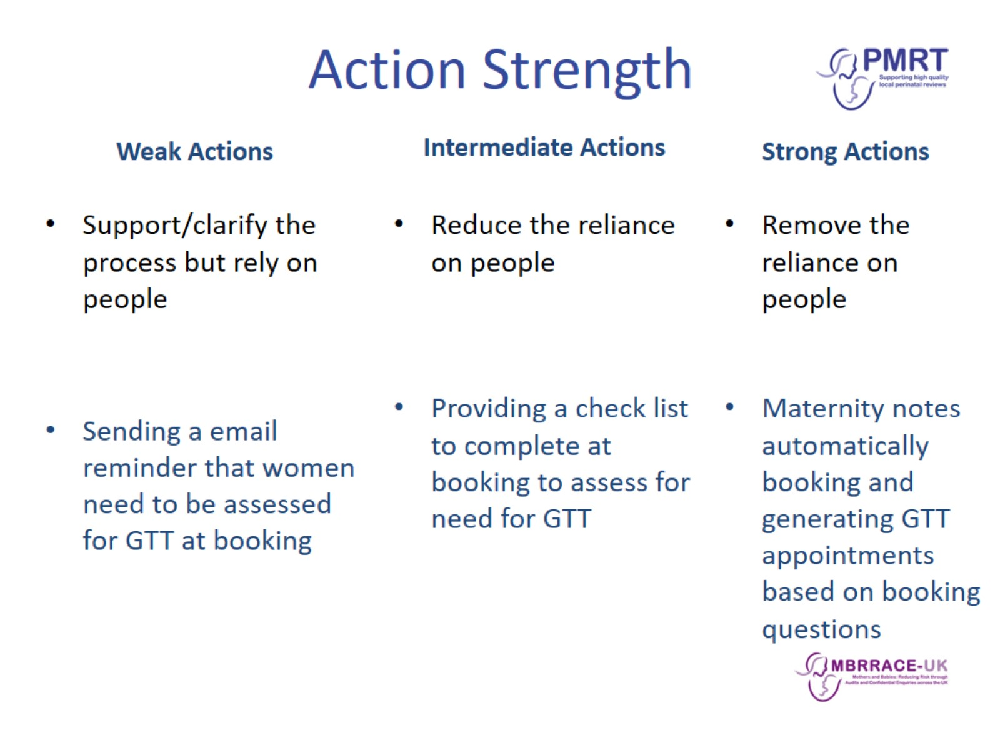 Action Strength
PMRT
Supporting high quality
local perinatal reviews
Weak Actions
• Support/clarify the
process but rely on
people
• Sending a email
reminder that women
need to be assessed
for GTT at booking
Intermediate Actions
• Reduce the reliance
on people
• Providing a check list
to complete at
booking to assess for
need for GTT
Strong Actions
• Remove the
reliance on
people
• Maternity notes
automatically
booking and
generating GTT
appointments
based on booking
questions
MBRRACE-UK
Mothers and Babies: Reducing Risk through
Audits and Confidential Enquiries across the UK